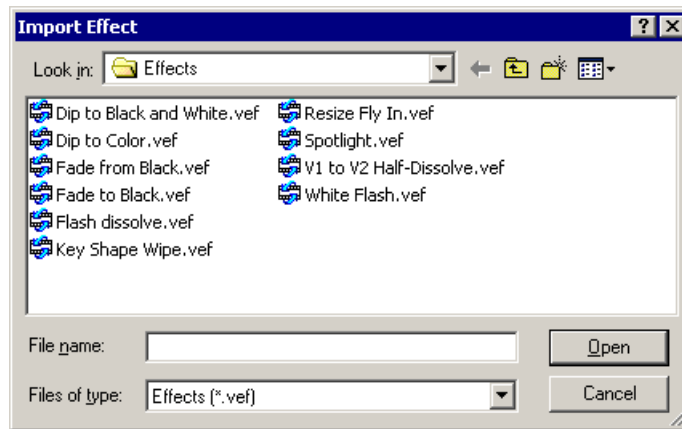 Import Effect
Look in: Effects
Dip to Black and White.vef
Dip to Color.vef
Fade from Black.vef
Fade to Black.vef
Flash dissolve.vef
Key Shape Wipe.vef
Resize Fly In.vef
Spotlight.vef
V1 to V2 Half-Dissolve.vef
White Flash.vef
File name:
Open
Files of type: Effects (*.vef)
Cancel